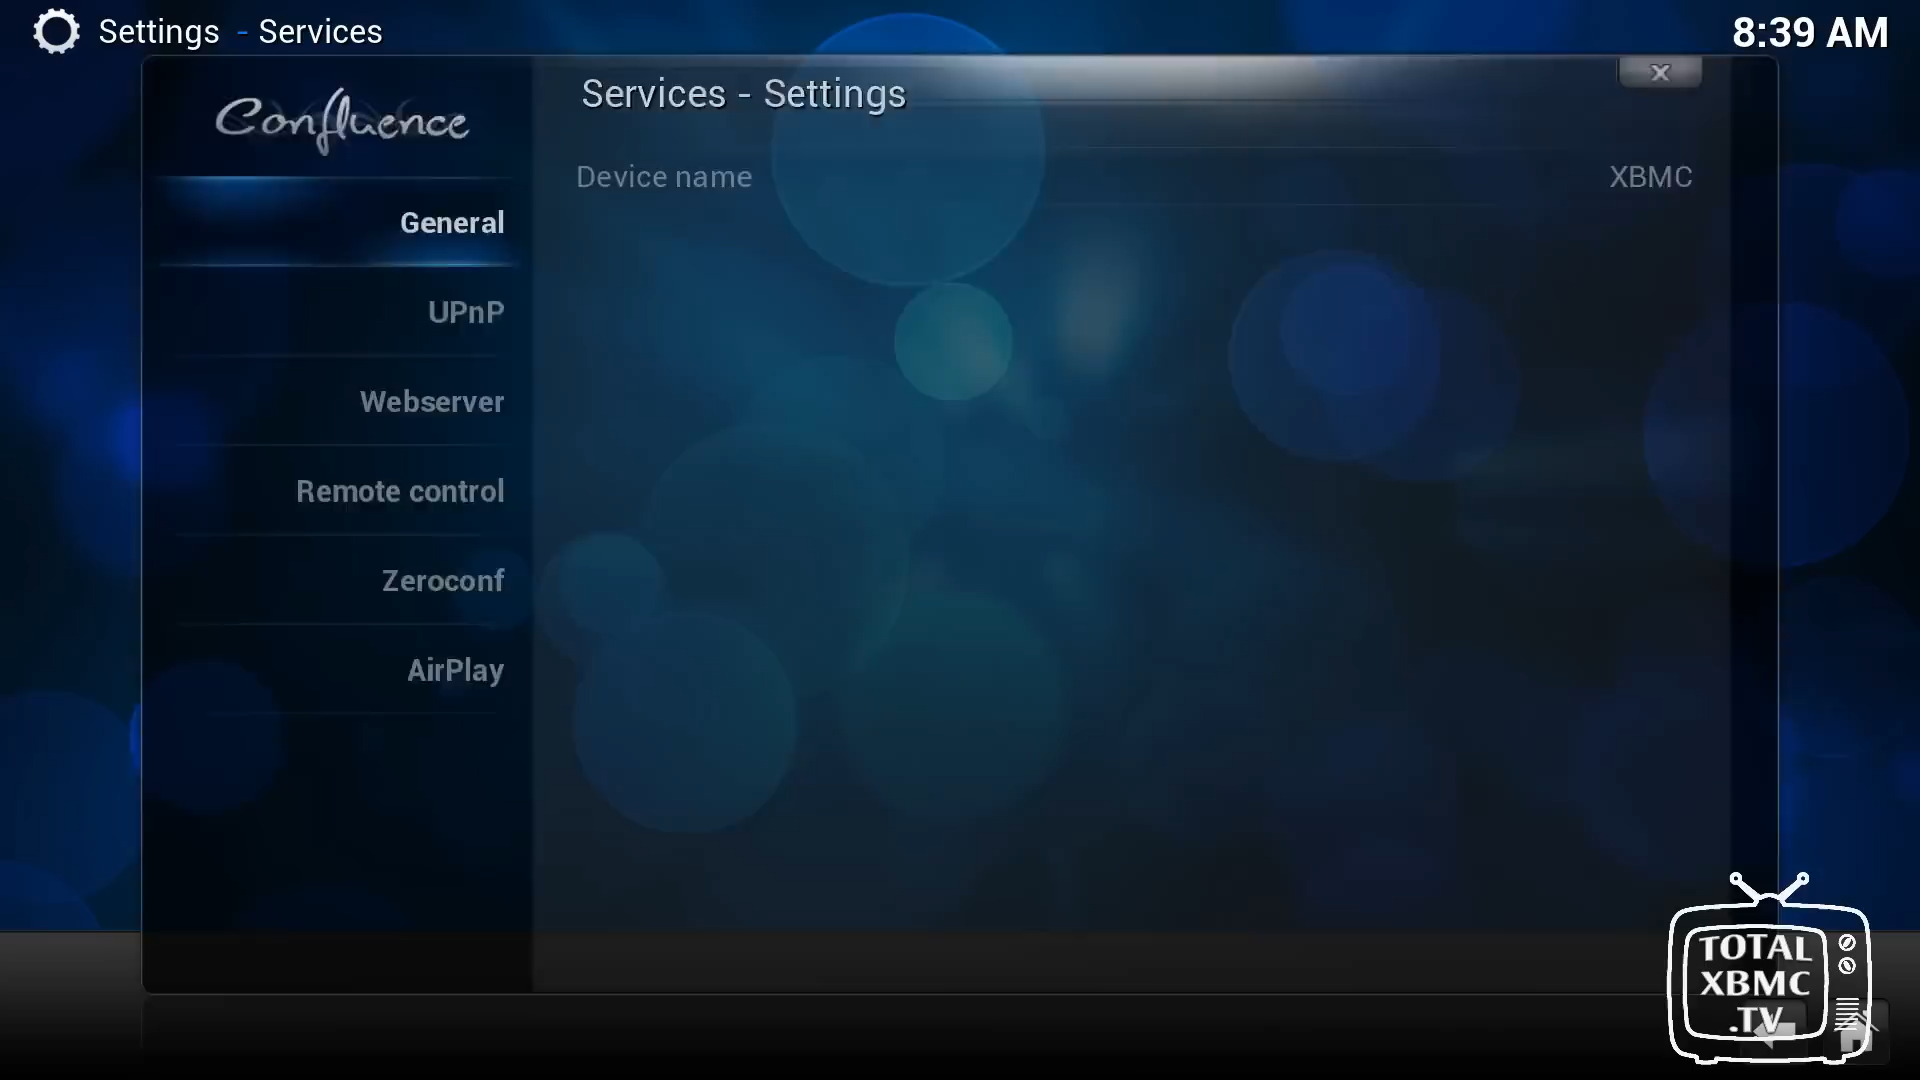 Settings - Services
8:39 AM
Confluence
Services - Settings
x
Device name
XBMC
General
UPnP
Webserver
Remote control
Zeroconf
AirPlay
TOTAL
XBMC
.TV